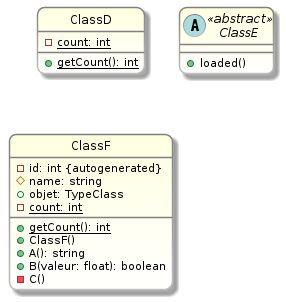 ClassD
count: int
getCount(): int
A
«abstract»
ClassE
loaded()
ClassF
id: int {autogenerated}
name: string
objet: TypeClass
count: int
getCount(): int
ClassF()
A(): string
B(valeur: float): boolean
C()